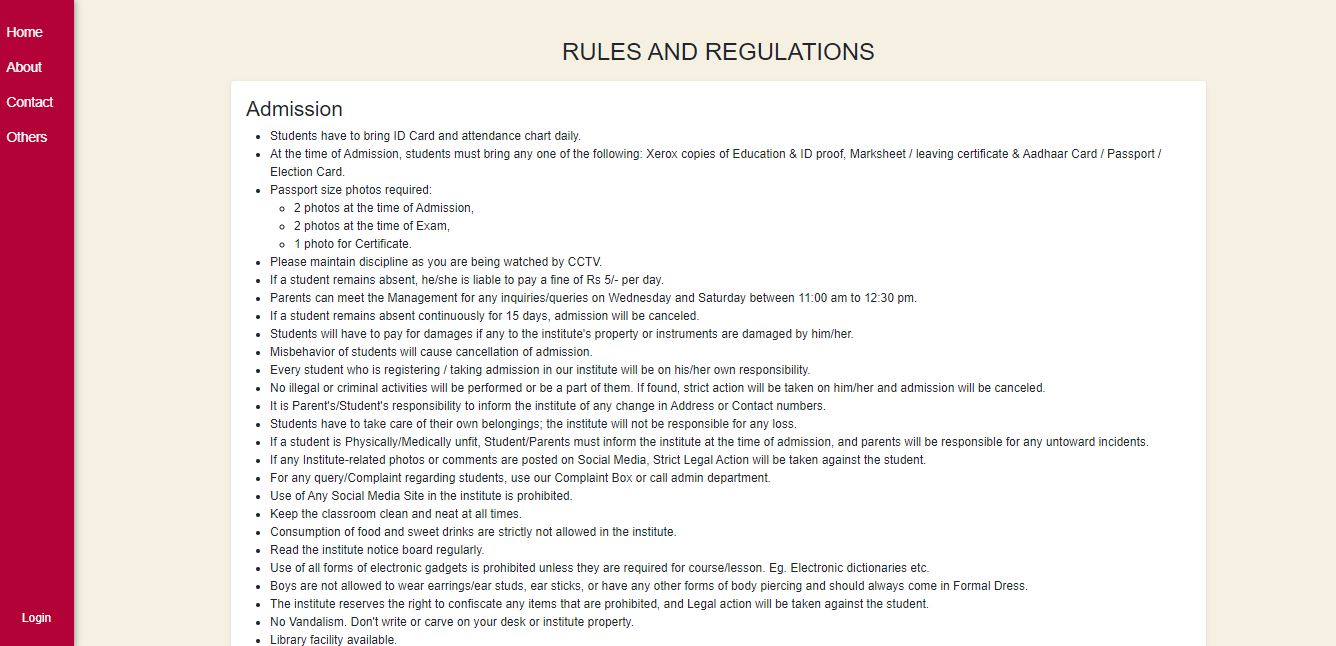 Home
About
Contact
Others
Login
RULES AND REGULATIONS
Admission
Students have to bring ID Card and attendance chart daily.
At the time of Admission, students must bring any one of the following: Xerox copies of Education & ID proof, Marksheet / leaving certificate & Aadhaar Card / Passport /
Election Card.
Passport size photos required:
2 photos at the time of Admission,
2 photos at the time of Exam,
1 photo for Certificate.
Please maintain discipline as you are being watched by CCTV.
If a student remains absent, he/she is liable to pay a fine of Rs 5/- per day.
Parents can meet the Management for any inquiries/queries on Wednesday and Saturday between 11:00 am to 12:30 pm.
If a student remains absent continuously for 15 days, admission will be canceled.
Students will have to pay for damages if any to the institute's property or instruments are damaged by him/her.
Misbehavior of students will cause cancellation of admission.
Every student who is registering / taking admission in our institute will be on his/her own responsibility.
No illegal or criminal activities will be performed or be a part of them. If found, strict action will be taken on him/her and admission will be canceled.
It is Parent's/Student's responsibility to inform the institute of any change in Address or Contact numbers.
Students have to take care of their own belongings; the institute will not be responsible for any loss.
If a student is Physically/Medically unfit, Student/Parents must inform the institute at the time of admission, and parents will be responsible for any untoward incidents.
If any Institute-related photos or comments are posted on Social Media, Strict Legal Action will be taken against the student.
For any query/Complaint regarding students, use our Complaint Box or call admin department.
Use of Any Social Media Site in the institute is prohibited.
Keep the classroom clean and neat at all times.
Consumption of food and sweet drinks are strictly not allowed in the institute.
Read the institute notice board regularly.
Use of all forms of electronic gadgets is prohibited unless they are required for course/lesson. Eg. Electronic dictionaries etc.
Boys are not allowed to wear earrings/ear studs, ear sticks, or have any other forms of body piercing and should always come in Formal Dress.
The institute reserves the right to confiscate any items that are prohibited, and Legal action will be taken against the student.
No Vandalism. Don't write or carve on your desk or institute property.
Library facility available.